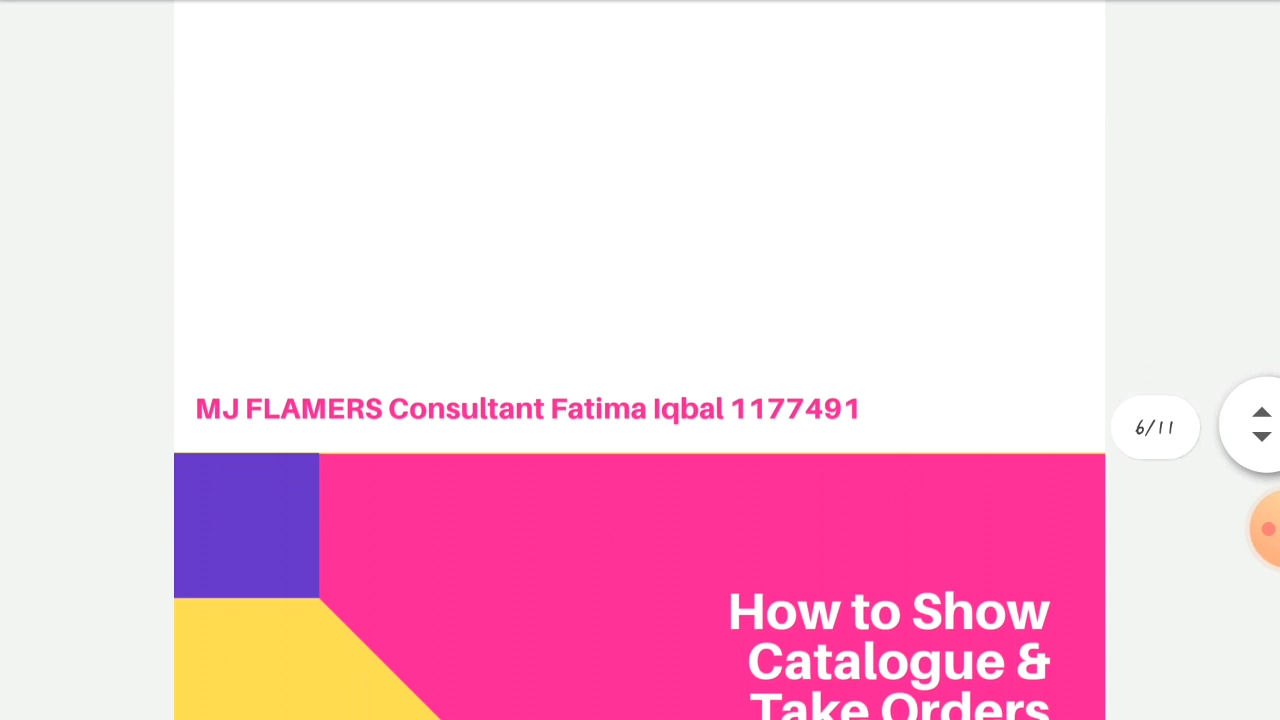 MJ FLAMERS Consultant Fatima Iqbal 1177491
6/11
How to Show
Catalogue &
Take Orders